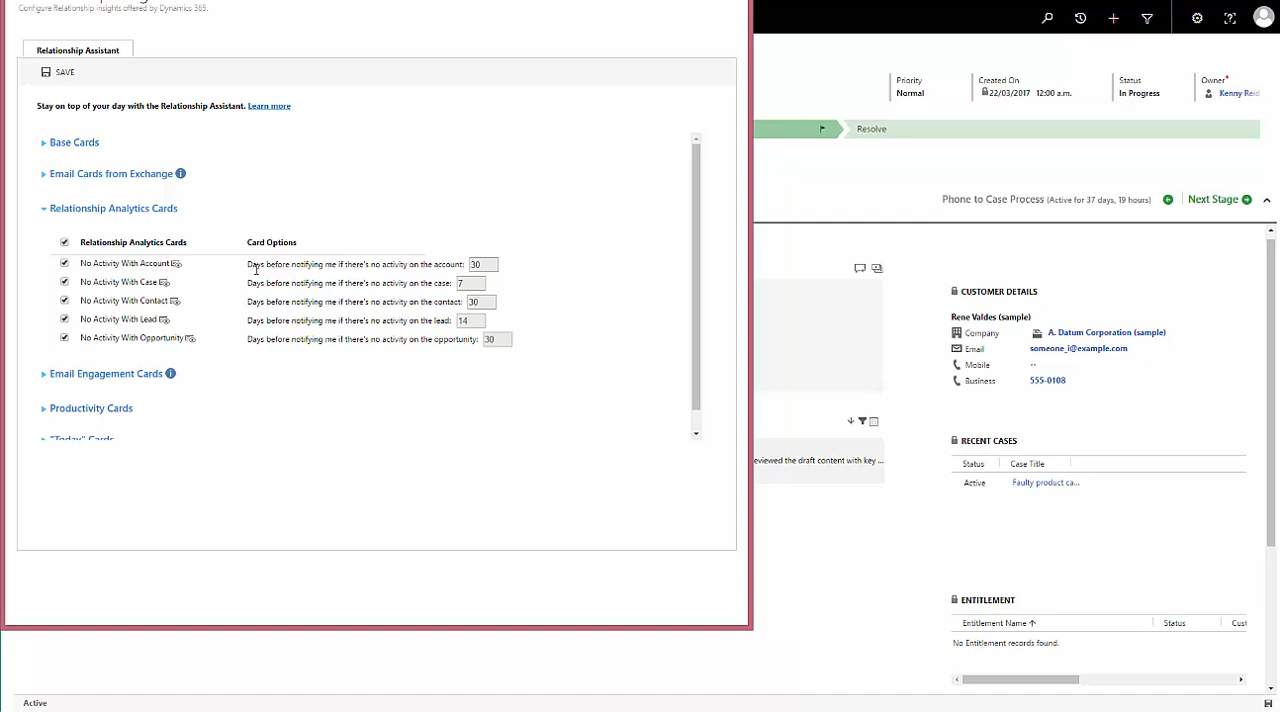 Configure Relationship insights offered by Dynamics 365.
Relationship Assistant
SAVE
Stay on top of your day with the Relationship Assistant. Learn more
Base Cards
Email Cards from Exchange
Relationship Analytics Cards
Relationship Analytics Cards Card Options
No Activity With Account Days before notifying me if there's no activity on the account: 30
No Activity With Case Days before notifying me if there's no activity on the case: 7
No Activity With Contact Days before notifying me if there's no activity on the contact: 30
No Activity With Lead Days before notifying me if there's no activity on the lead: 14
No Activity With Opportunity Days before notifying me if there's no activity on the opportunity: 30
Email Engagement Cards
Productivity Cards
"Today" Cards
Priority
Normal
Created On
22/03/2017 12:00 a.m.
Status
In Progress
Owner*
Kenny Reid
Resolve
Phone to Case Process (Active for 37 days, 19 hours) Next Stage
eviewed the draft content with key ...
CUSTOMER DETAILS
Rene Valdes (sample)
Company A. Datum Corporation (sample)
Email someone_i@example.com
Mobile --
Business 555-0108
RECENT CASES
Status Case Title
Active Faulty product ca...
ENTITLEMENT
Entitlement Name Status Cust
No Entitlement records found.
Active